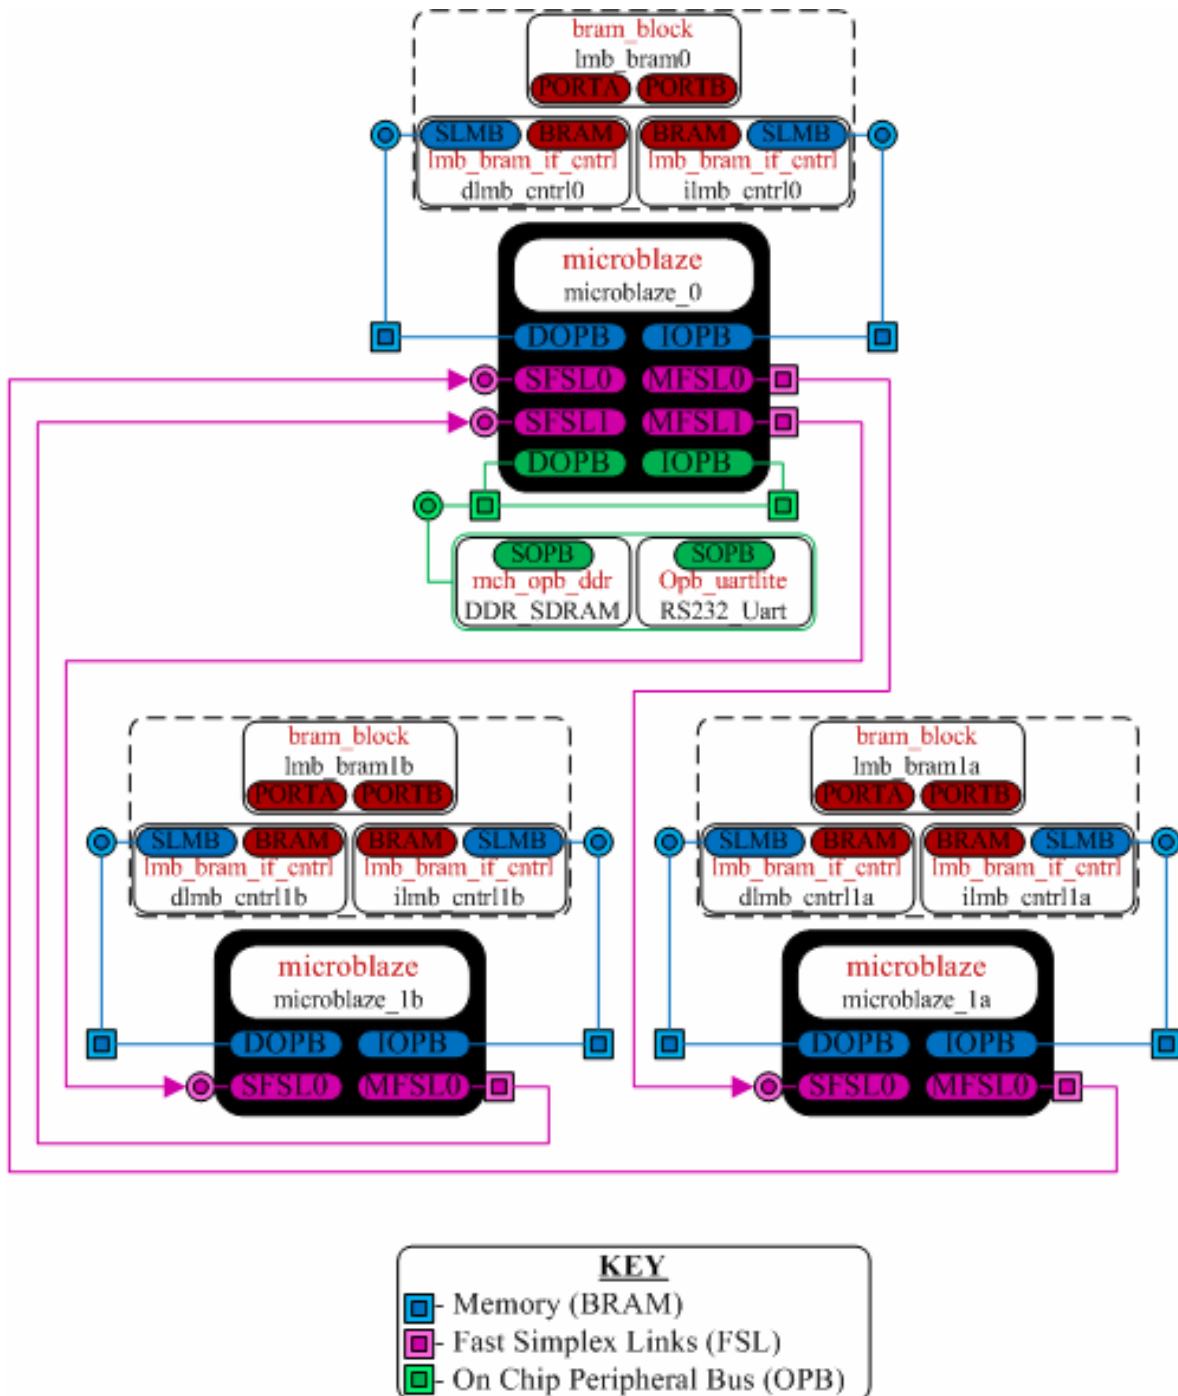 bram_block
lmb_bram0
PORTA PORTB
SLMB BRAM BRAM SLMB
lmb_bram_if_cntrl lmb_bram_if_cntrl
dlmb_cntrl0 ilmb_cntrl0
microblaze
microblaze_0
DOPB IOPB
SFSL0 MFSL0
SFSL1 MFSL1
DOPB IOPB
SOPB SOPB
mch_opb_ddr Opb_uartlite
DDR_SDRAM RS232_Uart
bram_block
lmb_bram1b
PORTA PORTB
SLMB BRAM BRAM SLMB
lmb_bram_if_cntrl lmb_bram_if_cntrl
dlmb_cntrl1b ilmb_cntrl1b
microblaze
microblaze_1b
DOPB IOPB
SFSL0 MFSL0
bram_block
lmb_bram1a
PORTA PORTB
SLMB BRAM BRAM SLMB
lmb_bram_if_cntrl lmb_bram_if_cntrl
dlmb_cntrl1a ilmb_cntrl1a
microblaze
microblaze_1a
DOPB IOPB
SFSL0 MFSL0
KEY
- Memory (BRAM)
- Fast Simplex Links (FSL)
- On Chip Peripheral Bus (OPB)